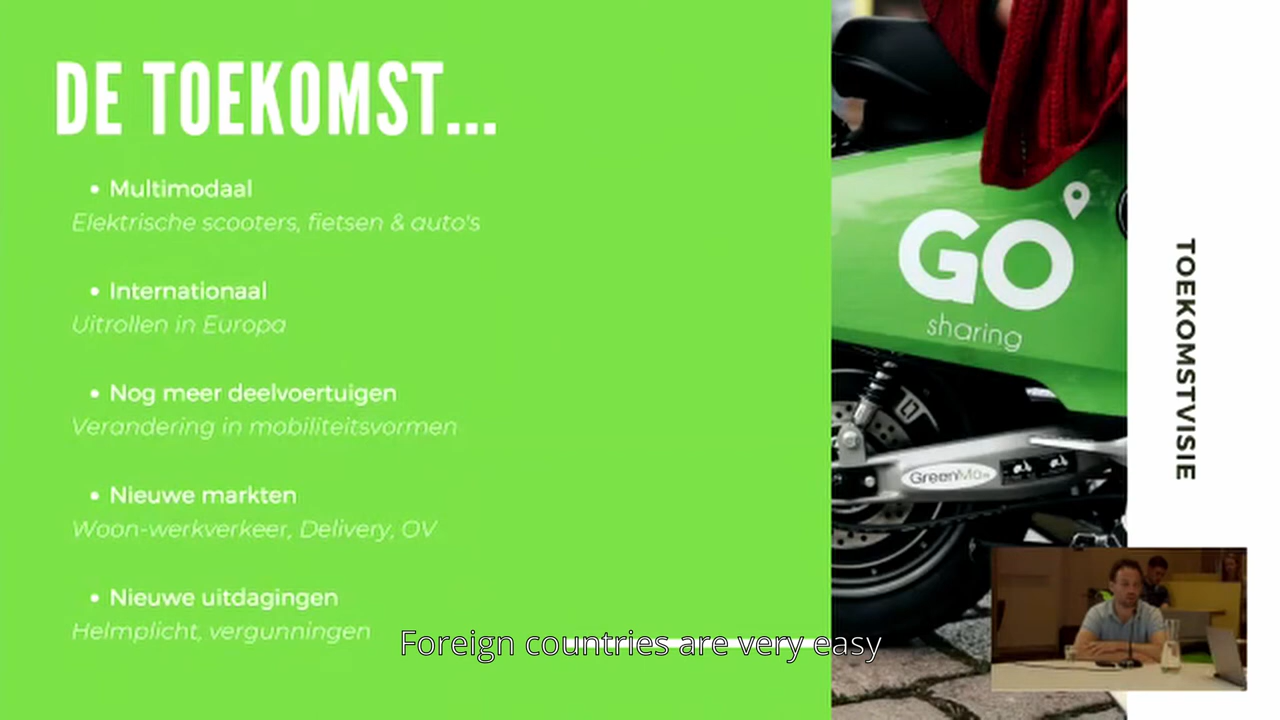 DE TOEKOMST...
• Multimodaal
Elektrische scooters, fietsen & auto's
• Internationaal
Uitrollen in Europa
• Nog meer deelvoertuigen
Verandering in mobiliteitsvormen
• Nieuwe markten
Woon-werkverkeer, Delivery, OV
• Nieuwe uitdagingen
Helmplicht, vergunningen
GO
sharing
GreenMo
TOEKOMSTVISIE
Foreign countries are very easy